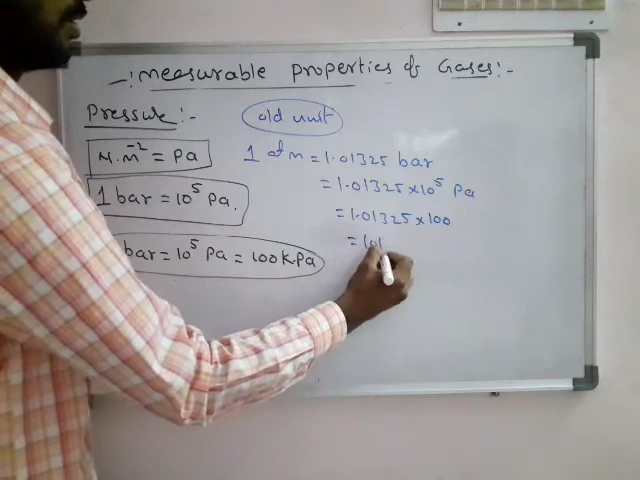 -: Measurable properties of Gases:-
Pressure:-
old unit
N.m⁻² = Pa
1 bar = 10⁵ Pa.
bar = 10⁵ Pa = 100 KPa
1 atm = 1.01325 bar
= 1.01325 × 10⁵ Pa
= 1.01325 × 100
= 101